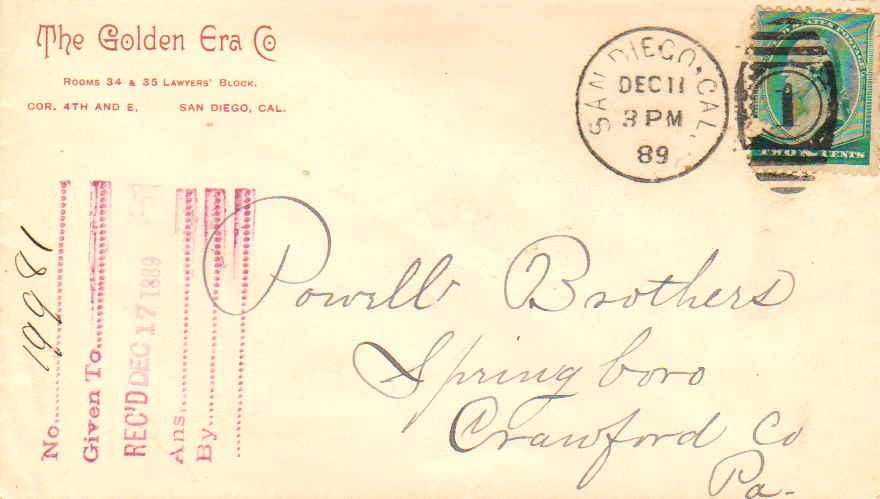 The Golden Era Co
ROOMS 34 & 35 LAWYERS' BLOCK,
COR. 4TH AND E, SAN DIEGO, CAL.
SAN DIEGO, CAL.
DEC 11
3 PM
89
1
TWO CENTS
No. 19981
Given To
REC'D DEC 17 1889
Ans.
By
Powell Brothers
Springboro
Crawford Co
Pa.